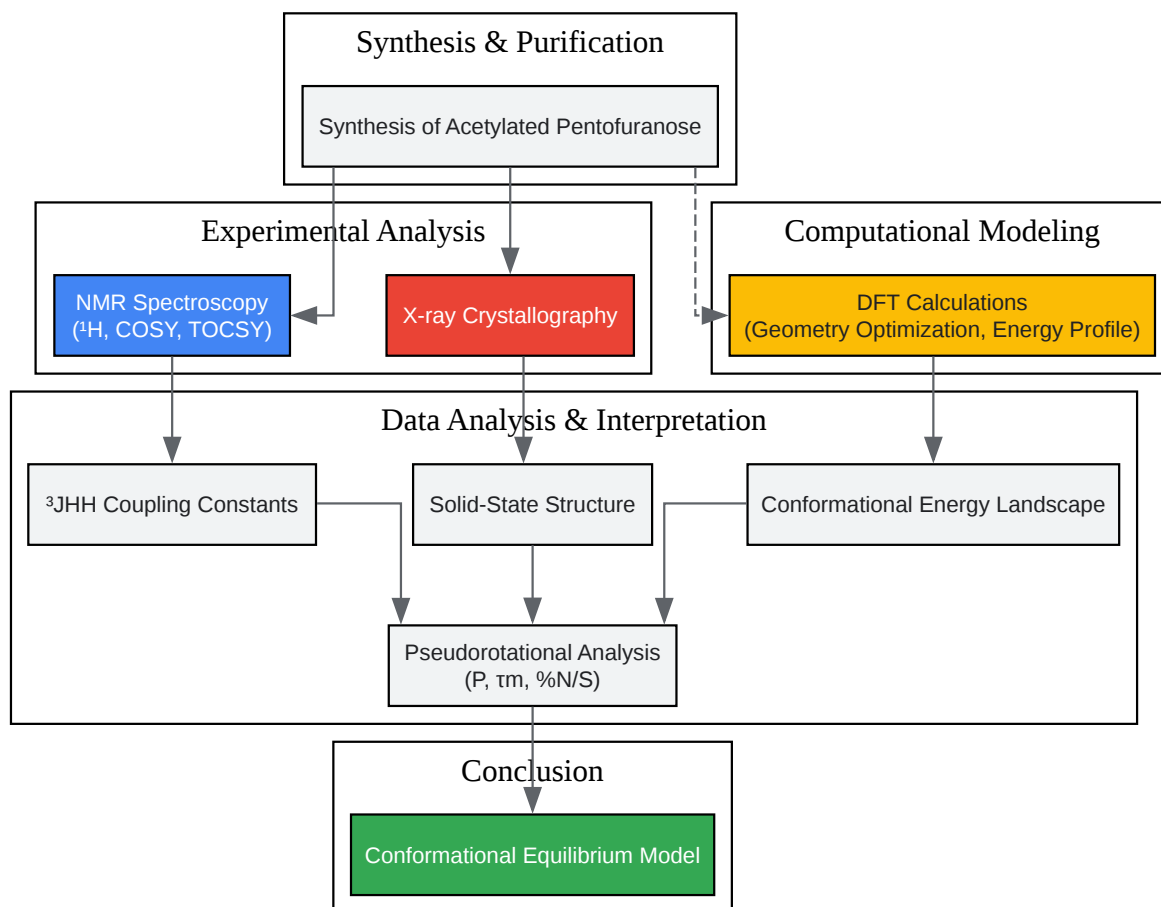 Synthesis & Purification
Synthesis of Acetylated Pentofuranose
Experimental Analysis
Computational Modeling
NMR Spectroscopy
(¹H, COSY, TOCSY)
X-ray Crystallography
DFT Calculations
(Geometry Optimization, Energy Profile)
Data Analysis & Interpretation
³JHH Coupling Constants
Solid-State Structure
Conformational Energy Landscape
Pseudorotational Analysis
(P, τm, %N/S)
Conclusion
Conformational Equilibrium Model